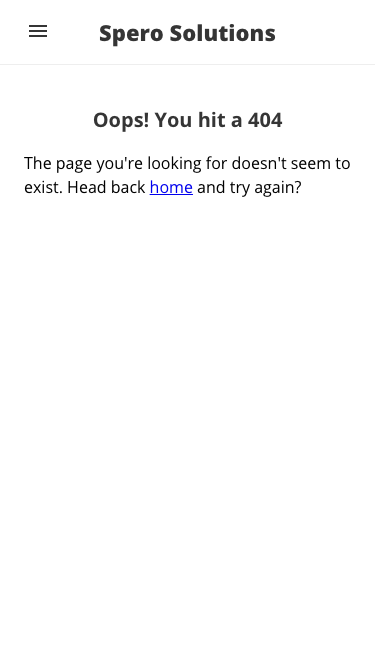 Spero Solutions
Oops! You hit a 404
The page you're looking for doesn't seem to
exist. Head back home and try again?